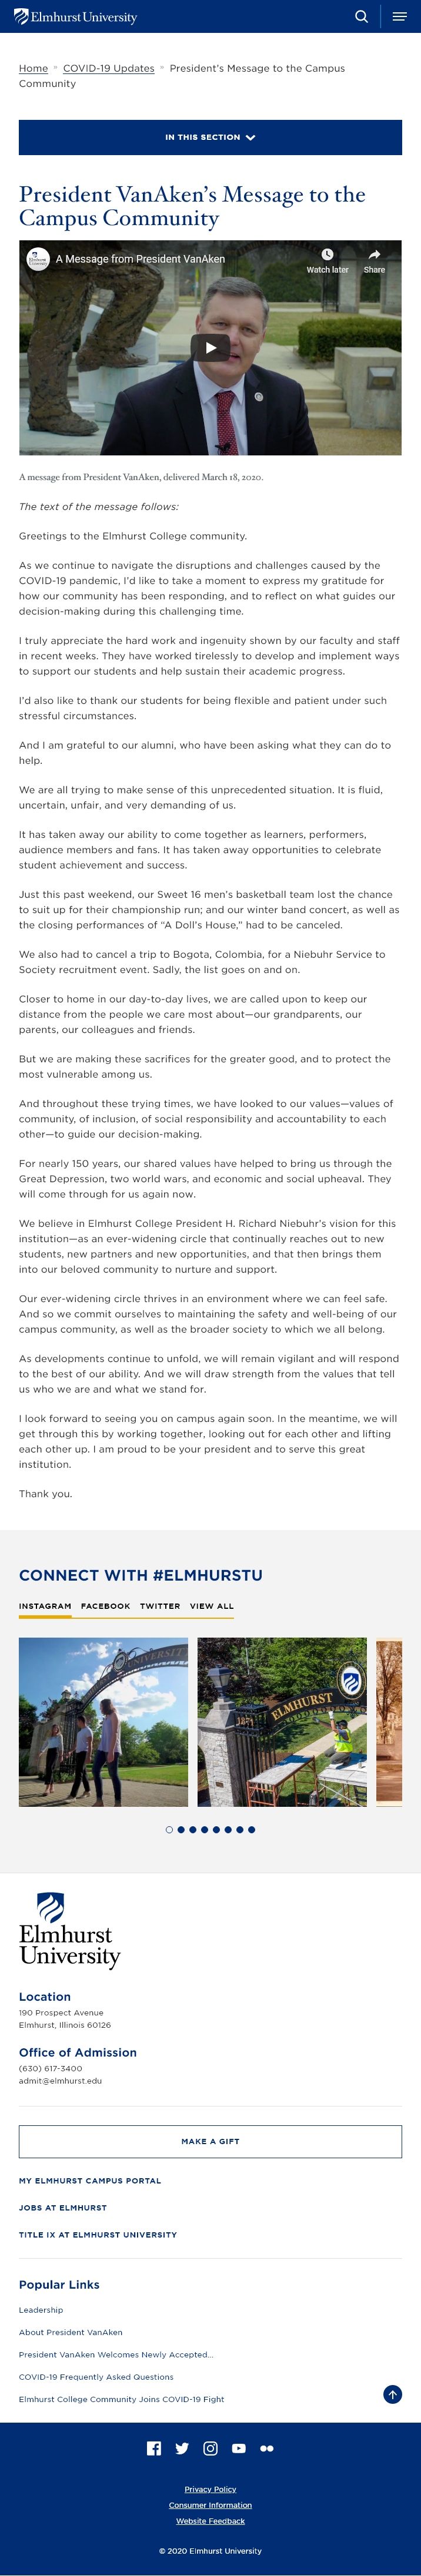 Elmhurst University
Home
COVID-19 Updates
President's Message to the Campus
Community
IN THIS SECTION
President VanAken's Message to the
Campus Community
A Message from President VanAken
Watch later
Share
A message from President VanAken, delivered March 18, 2020.
The text of the message follows:
Greetings to the Elmhurst College community.
As we continue to navigate the disruptions and challenges caused by the
COVID-19 pandemic, I'd like to take a moment to express my gratitude for
how our community has been responding, and to reflect on what guides our
decision-making during this challenging time.
I truly appreciate the hard work and ingenuity shown by our faculty and staff
in recent weeks. They have worked tirelessly to develop and implement ways
to support our students and help sustain their academic progress.
I'd also like to thank our students for being flexible and patient under such
stressful circumstances.
And I am grateful to our alumni, who have been asking what they can do to
help.
We are all trying to make sense of this unprecedented situation. It is fluid,
uncertain, unfair, and very demanding of us.
It has taken away our ability to come together as learners, performers,
audience members and fans. It has taken away opportunities to celebrate
student achievement and success.
Just this past weekend, our Sweet 16 men's basketball team lost the chance
to suit up for their championship run; and our winter band concert, as well as
the closing performances of "A Doll's House," had to be canceled.
We also had to cancel a trip to Bogota, Colombia, for a Niebuhr Service to
Society recruitment event. Sadly, the list goes on and on.
Closer to home in our day-to-day lives, we are called upon to keep our
distance from the people we care most about—our grandparents, our
parents, our colleagues and friends.
But we are making these sacrifices for the greater good, and to protect the
most vulnerable among us.
And throughout these trying times, we have looked to our values—values of
community, of inclusion, of social responsibility and accountability to each
other—to guide our decision-making.
For nearly 150 years, our shared values have helped to bring us through the
Great Depression, two world wars, and economic and social upheaval. They
will come through for us again now.
We believe in Elmhurst College President H. Richard Niebuhr's vision for this
institution—as an ever-widening circle that continually reaches out to new
students, new partners and new opportunities, and that then brings them
into our beloved community to nurture and support.
Our ever-widening circle thrives in an environment where we can feel safe.
And so we commit ourselves to maintaining the safety and well-being of our
campus community, as well as the broader society to which we all belong.
As developments continue to unfold, we will remain vigilant and will respond
to the best of our ability. And we will draw strength from the values that tell
us who we are and what we stand for.
I look forward to seeing you on campus again soon. In the meantime, we will
get through this by working together, looking out for each other and lifting
each other up. I am proud to be your president and to serve this great
institution.
Thank you.
CONNECT WITH #ELMHURSTU
INSTAGRAM
FACEBOOK
TWITTER
VIEW ALL
UNIVERSITY
ELMHURST
Elmhurst
University
Location
190 Prospect Avenue
Elmhurst, Illinois 60126
Office of Admission
(630) 617-3400
admit@elmhurst.edu
MAKE A GIFT
MY ELMHURST CAMPUS PORTAL
JOBS AT ELMHURST
TITLE IX AT ELMHURST UNIVERSITY
Popular Links
Leadership
About President VanAken
President VanAken Welcomes Newly Accepted...
COVID-19 Frequently Asked Questions
Elmhurst College Community Joins COVID-19 Fight
Privacy Policy
Consumer Information
Website Feedback
© 2020 Elmhurst University